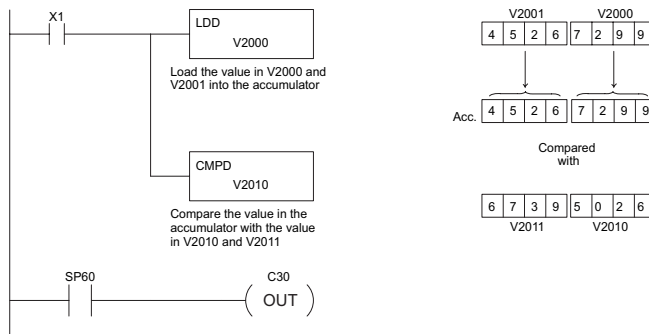 X1
LDD
V2000
Load the value in V2000 and
V2001 into the accumulator
CMPD
V2010
Compare the value in the
accumulator with the value
in V2010 and V2011
SP60
C30
OUT
V2001 V2000
4 5 2 6 7 2 9 9
Acc. 4 5 2 6 7 2 9 9
Compared
with
6 7 3 9 5 0 2 6
V2011 V2010